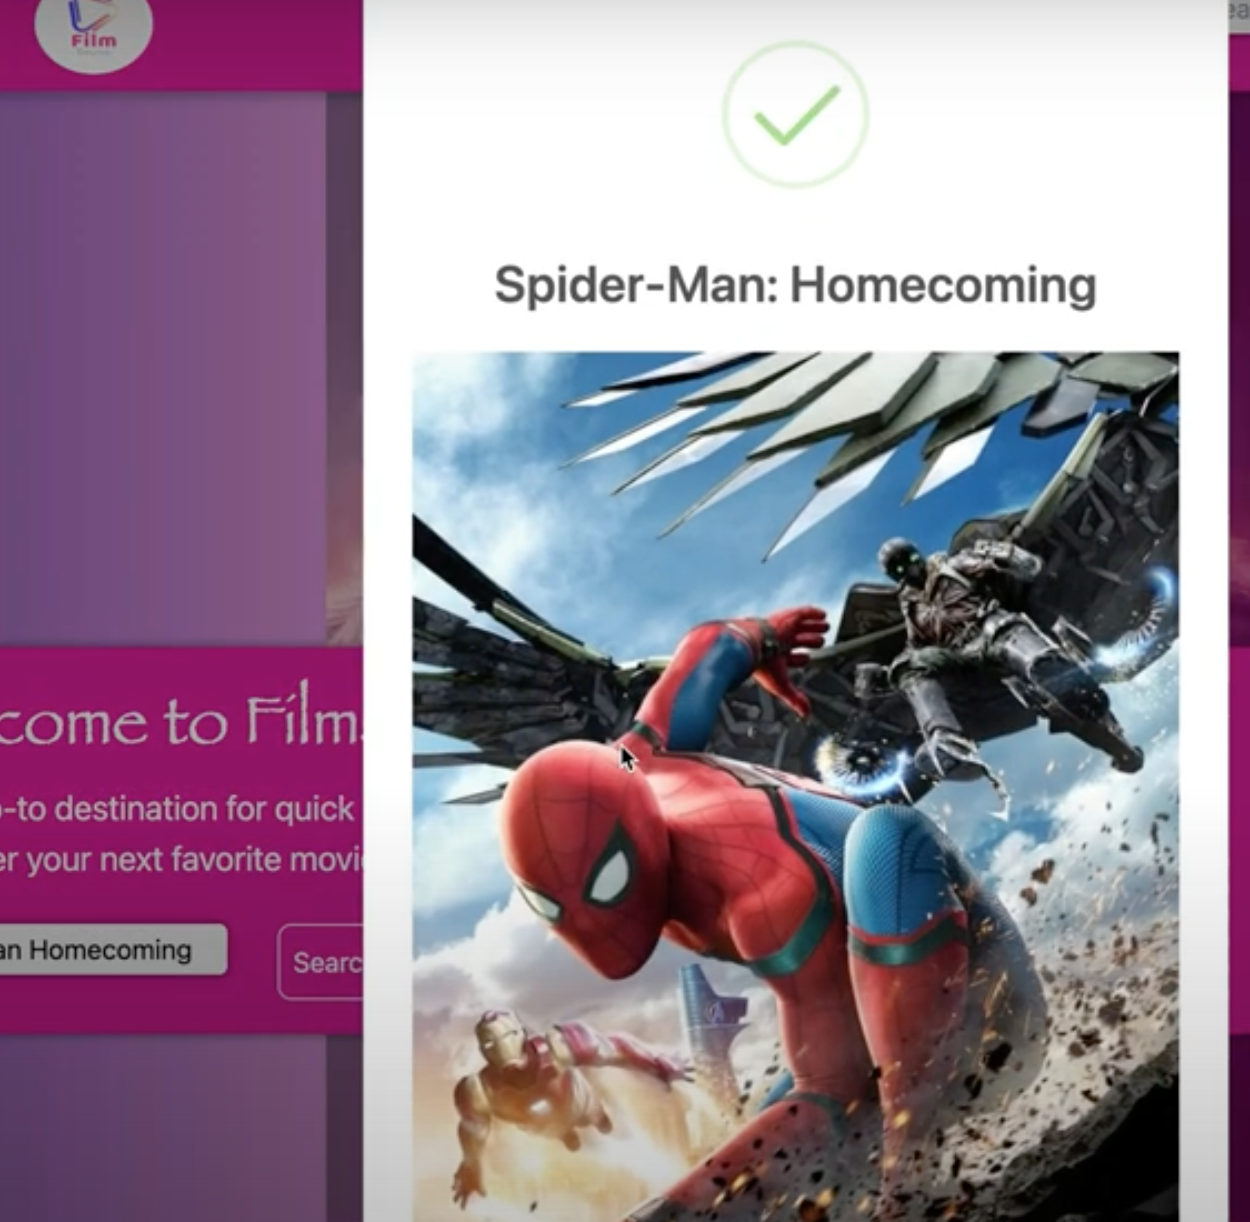 Film
Spider-Man: Homecoming
come to Film
-to destination for quick
er your next favorite movi
an Homecoming
Searc